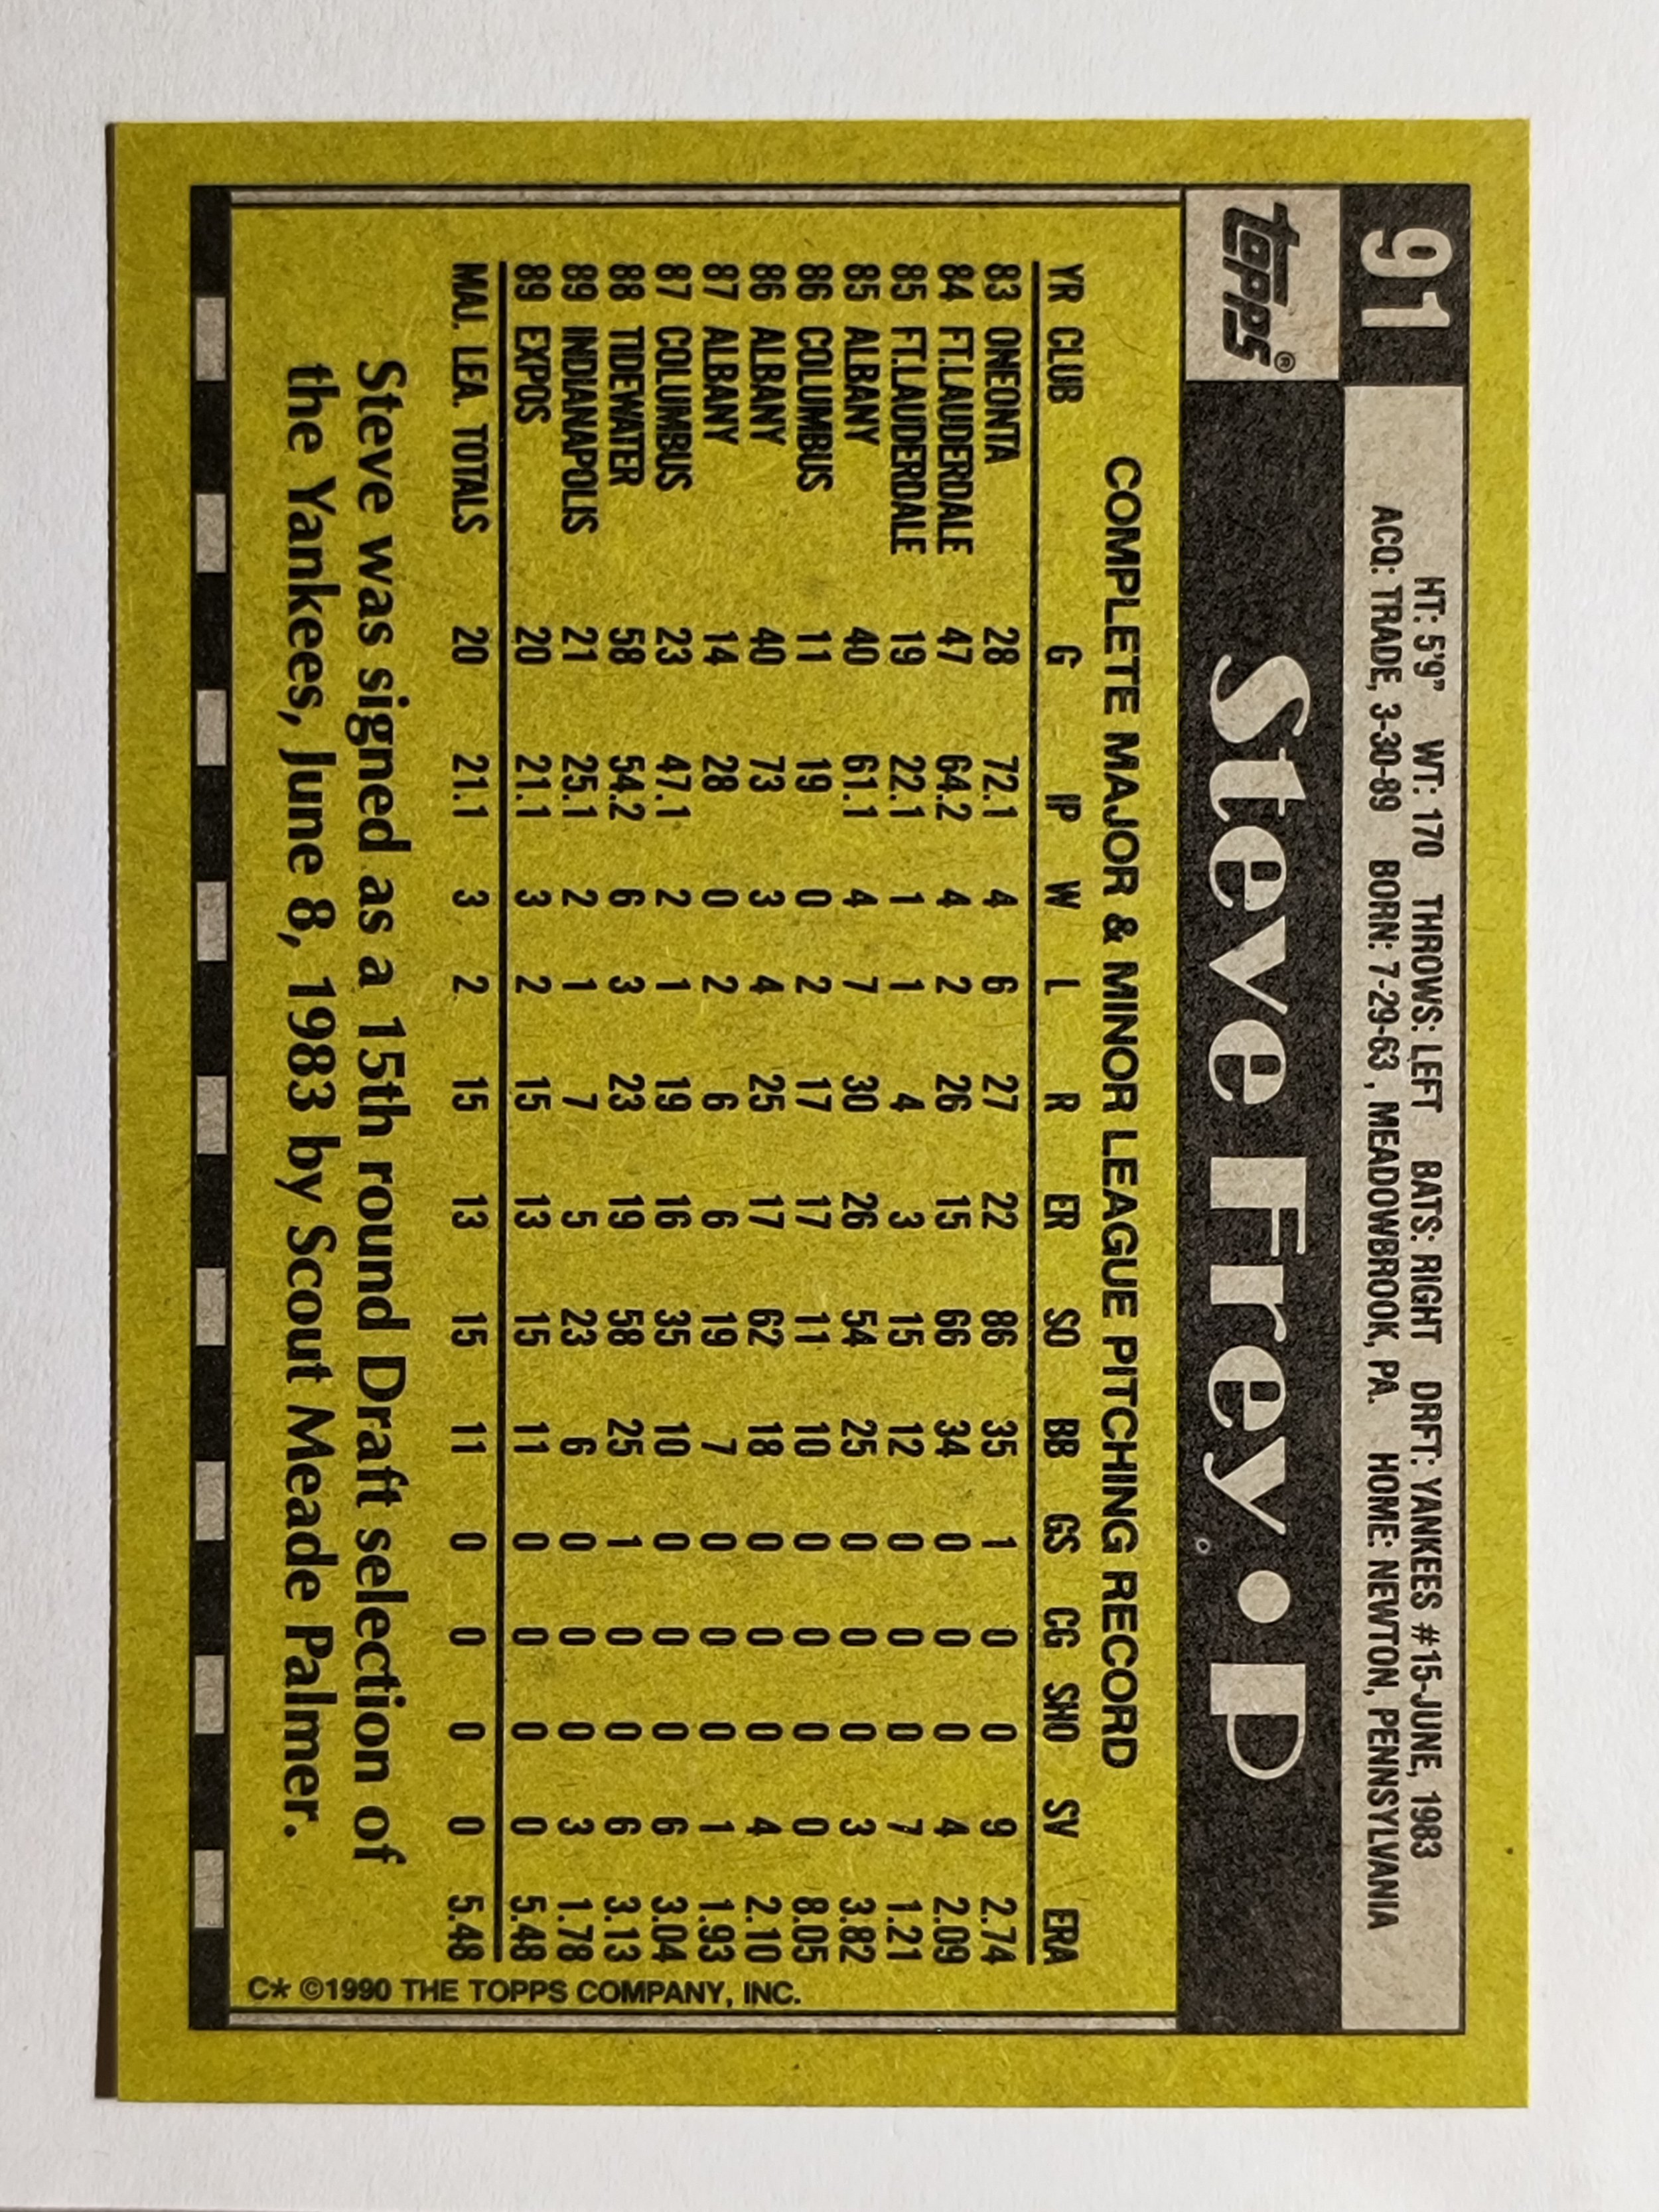 91
HT: 5'9" WT: 170 THROWS: LEFT BATS: RIGHT DRFT: YANKEES #15-JUNE, 1983
ACQ: TRADE, 3-30-89 BORN: 7-29-63, MEADOWBROOK, PA. HOME: NEWTON, PENNSYLVANIA
topps®
Steve Frey • P
COMPLETE MAJOR & MINOR LEAGUE PITCHING RECORD
YR CLUB G IP W L R ER SO BB GS CG SHO SV ERA
83 ONEONTA 28 72.1 4 6 27 22 86 35 1 0 0 9 2.74
84 FT.LAUDERDALE 47 64.2 4 2 26 15 66 34 0 0 0 4 2.09
85 FT.LAUDERDALE 19 22.1 1 1 4 3 15 12 0 0 0 7 1.21
85 ALBANY 40 61.1 4 7 30 26 54 25 0 0 0 3 3.82
86 COLUMBUS 11 19 0 2 17 17 11 10 0 0 0 0 8.05
86 ALBANY 40 73 3 4 25 17 62 18 0 0 0 4 2.10
87 ALBANY 14 28 0 2 6 6 19 7 0 0 0 1 1.93
87 COLUMBUS 23 47.1 2 1 19 16 35 10 0 0 0 6 3.04
88 TIDEWATER 58 54.2 6 3 23 19 58 25 1 0 0 6 3.13
89 INDIANAPOLIS 21 25.1 2 1 7 5 23 6 0 0 0 3 1.78
89 EXPOS 20 21.1 3 2 15 13 15 11 0 0 0 0 5.48
MAJ. LEA. TOTALS 20 21.1 3 2 15 13 15 11 0 0 0 0 5.48
Steve was signed as a 15th round Draft selection of
the Yankees, June 8, 1983 by Scout Meade Palmer.
C* ©1990 THE TOPPS COMPANY, INC.